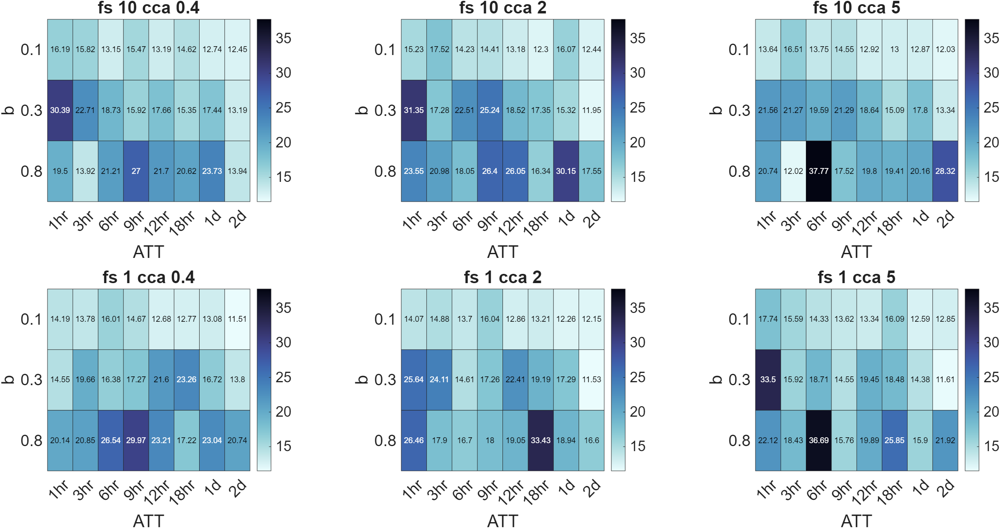 fs 10 cca 0.4
fs 10 cca 2
fs 10 cca 5
0.1 16.19 15.82 13.15 15.47 13.19 14.62 12.74 12.45
b 0.3 30.39 22.71 18.73 15.92 17.66 15.35 17.44 13.19
0.8 19.5 13.92 21.21 27 21.7 20.62 23.73 13.94
1hr 3hr 6hr 9hr 12hr 18hr 1d 2d
ATT
35
30
25
20
15
0.1 15.23 17.52 14.23 14.41 13.18 12.3 16.07 12.44
b 0.3 31.35 17.28 22.51 25.24 18.52 17.35 15.32 11.95
0.8 23.55 20.98 18.05 26.4 26.05 16.34 30.15 17.55
1hr 3hr 6hr 9hr 12hr 18hr 1d 2d
ATT
35
30
25
20
15
0.1 13.64 16.51 13.75 14.55 12.92 13 12.87 12.03
b 0.3 21.56 21.27 19.59 21.29 18.64 15.09 17.8 13.34
0.8 20.74 12.02 37.77 17.52 19.8 19.41 20.16 28.32
1hr 3hr 6hr 9hr 12hr 18hr 1d 2d
ATT
35
30
25
20
15
fs 1 cca 0.4
fs 1 cca 2
fs 1 cca 5
0.1 14.19 13.78 16.01 14.67 12.68 12.77 13.08 11.51
b 0.3 14.55 19.66 16.38 17.27 21.6 23.26 16.72 13.8
0.8 20.14 20.85 26.54 29.97 23.21 17.22 23.04 20.74
1hr 3hr 6hr 9hr 12hr 18hr 1d 2d
ATT
35
30
25
20
15
0.1 14.07 14.88 13.7 16.04 12.86 13.21 12.26 12.15
b 0.3 25.64 24.11 14.61 17.26 22.41 19.19 17.29 11.53
0.8 26.46 17.9 16.7 18 19.05 33.43 18.94 16.6
1hr 3hr 6hr 9hr 12hr 18hr 1d 2d
ATT
35
30
25
20
15
0.1 17.74 15.59 14.33 13.62 13.34 16.09 12.59 12.85
b 0.3 33.5 15.92 18.71 14.55 19.45 18.48 14.38 11.61
0.8 22.12 18.43 36.69 15.76 19.89 25.85 15.9 21.92
1hr 3hr 6hr 9hr 12hr 18hr 1d 2d
ATT
35
30
25
20
15